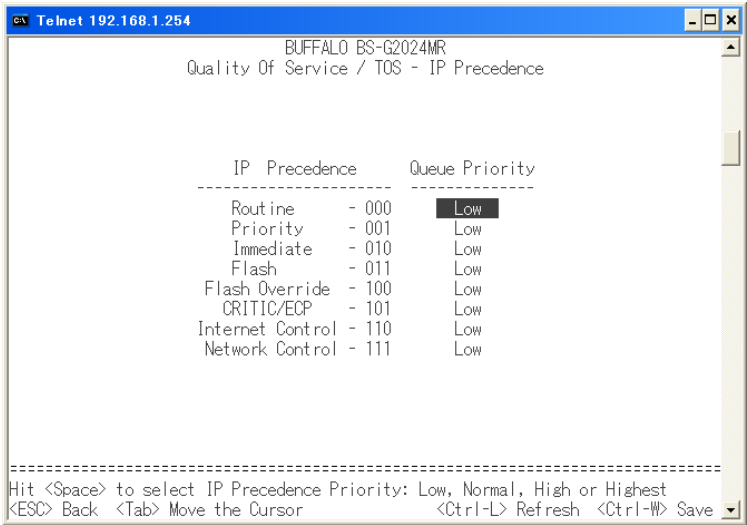 Telnet 192.168.1.254
BUFFALO BS-G2024MR
Quality Of Service / TOS - IP Precedence
IP Precedence Queue Priority
---------------------- --------------
Routine - 000 Low
Priority - 001 Low
Immediate - 010 Low
Flash - 011 Low
Flash Override - 100 Low
CRITIC/ECP - 101 Low
Internet Control - 110 Low
Network Control - 111 Low
================================================================================
Hit <Space> to select IP Precedence Priority: Low, Normal, High or Highest
<ESC> Back <Tab> Move the Cursor <Ctrl-L> Refresh <Ctrl-W> Save